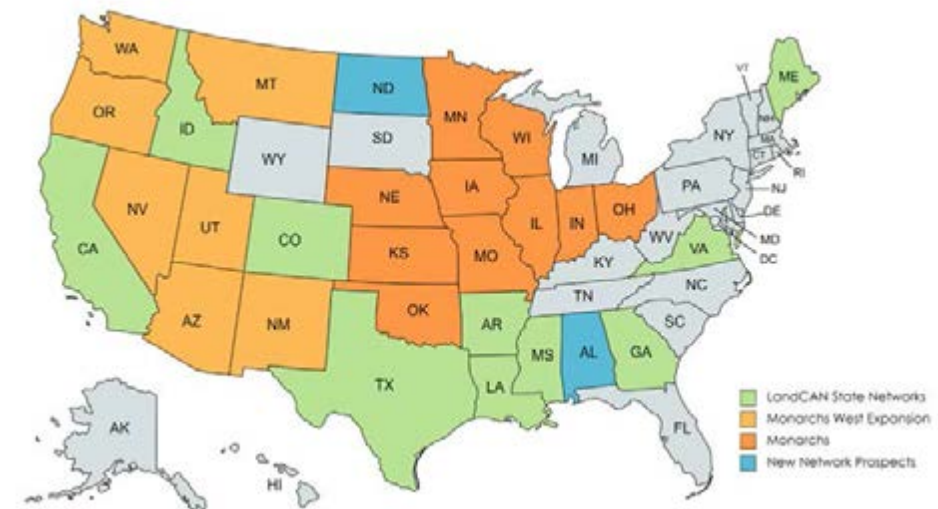 WA
MT
ND
MN
VT
ME
OR
ID
SD
WI
MI
NY
NH
MA
CT
RI
WY
NE
IA
PA
NJ
NV
UT
CO
KS
MO
IL
IN
OH
WV
VA
DE
MD
DC
CA
KY
NC
AZ
NM
OK
AR
TN
SC
TX
LA
MS
AL
GA
FL
AK
HI
LandCAN State Networks
Monarchs West Expansion
Monarchs
New Network Prospects